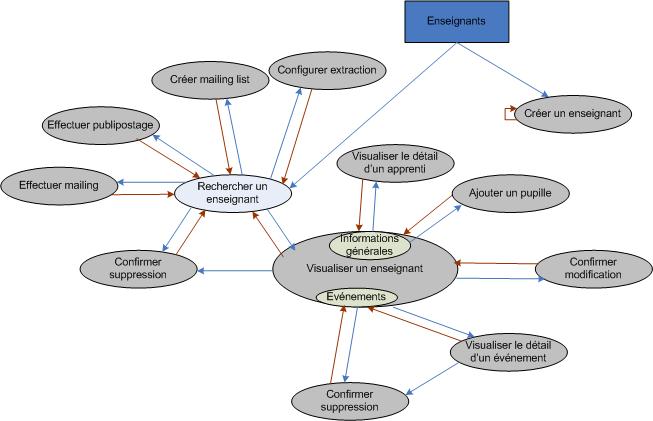 Enseignants
Configurer extraction
Créer mailing list
Créer un enseignant
Effectuer publipostage
Visualiser le détail
d'un apprenti
Effectuer mailing
Rechercher un
enseignant
Ajouter un pupille
Informations
générales
Confirmer
suppression
Visualiser un enseignant
Confirmer
modification
Evénements
Visualiser le détail
d'un événement
Confirmer
suppression